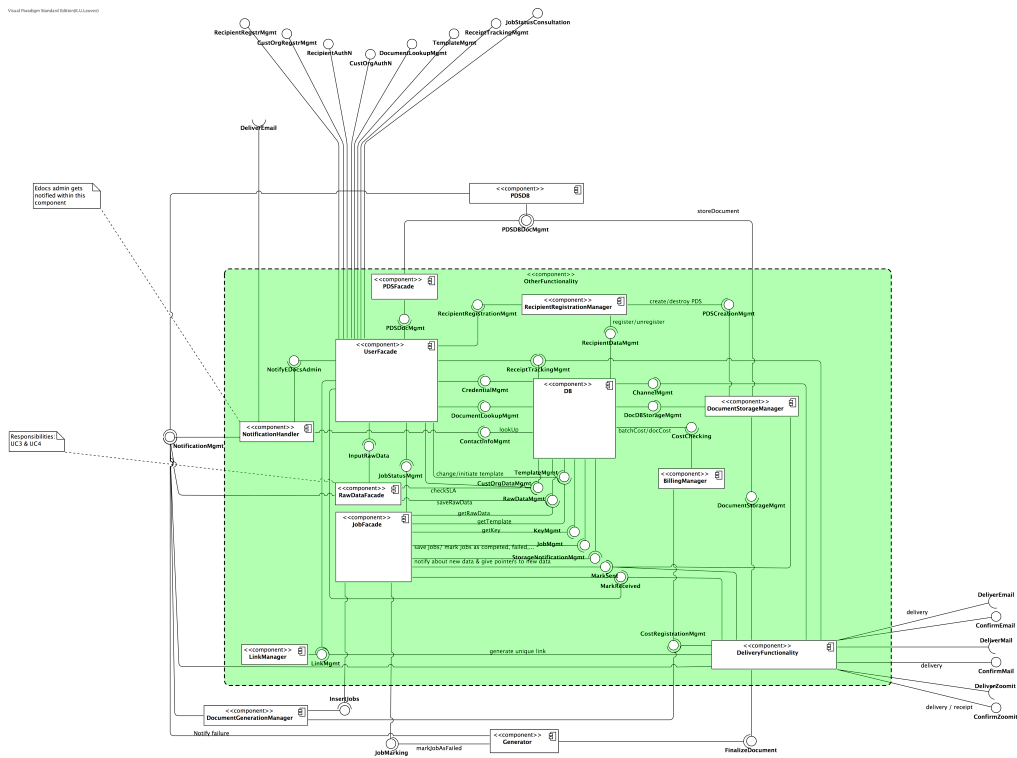 Visual Paradigm Standard Edition(K.U.Leuven)
JobStatusConsultation
RecipientRegistrMgmt
ReceiptTrackingMgmt
CustOrgRegistrMgmt
TemplateMgmt
RecipientAuthN
DocumentLookupMgmt
CustOrgAuthN
DeliverEmail
Edocs admin gets
notified within this
component
<<component>>
PDSDB
storeDocument
PDSDBDocMgmt
<<component>>
OtherFunctionality
<<component>>
PDSFacade
<<component>>
RecipientRegistrationManager
create/destroy PDS
RecipientRegistrationMgmt
PDSCreationMgmt
register/unregister
PDSDocMgmt
RecipientDataMgmt
<<component>>
UserFacade
NotifyEDocsAdmin
ReceiptTrackingMgmt
CredentialMgmt
<<component>>
DB
ChannelMgmt
DocumentLookupMgmt
DocDBStorageMgmt
<<component>>
DocumentStorageManager
<<component>>
NotificationHandler
lookUp
ContactInfoMgmt
batchCost/docCost
CostChecking
Responsibilities:
UC3 & UC4
NotificationMgmt
InputRawData
JobStatusMgmt
change/initiate template
TemplateMgmt
CustOrgDataMgmt
<<component>>
BillingManager
<<component>>
RawDataFacade
checkSLA
RawDataMgmt
saveRawData
DocumentStorageMgmt
<<component>>
JobFacade
getRawData
getTemplate
getKey
KeyMgmt
save jobs/ mark jobs as competed, failed,...
JobMgmt
StorageNotificationMgmt
notify about new data & give pointers to new data
MarkSent
MarkReceived
DeliverEmail
delivery
ConfirmEmail
CostRegistrationMgmt
DeliverMail
<<component>>
LinkManager
LinkMgmt
generate unique link
<<component>>
DeliveryFunctionality
delivery
ConfirmMail
DeliverZoomit
delivery / receipt
ConfirmZoomit
InsertJobs
<<component>>
DocumentGenerationManager
Notify failure
<<component>>
Generator
JobMarking
markJobAsFailed
FinalizeDocument